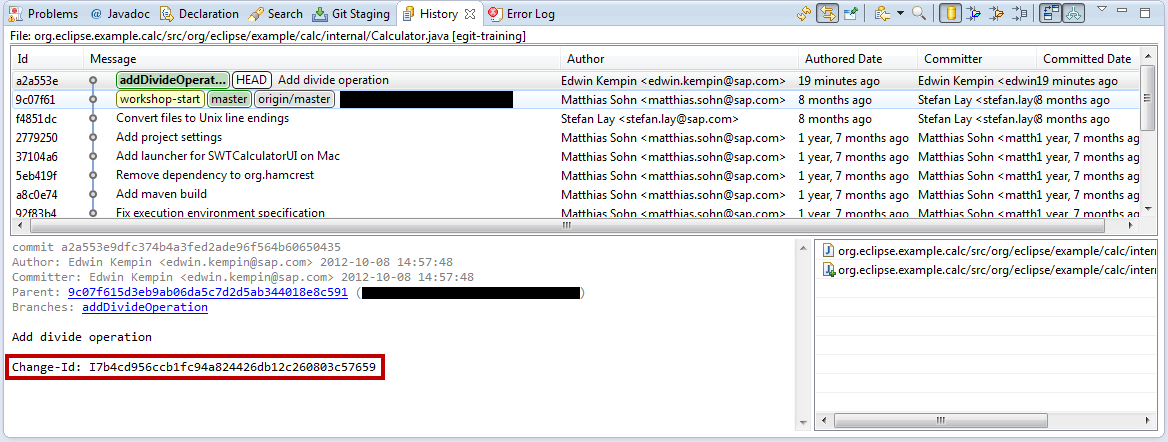 Problems @ Javadoc Declaration Search Git Staging History Error Log
File: org.eclipse.example.calc/src/org/eclipse/example/calc/internal/Calculator.java [egit-training]
Id Message Author Authored Date Committer Committed Date
a2a553e addDivideOperat... HEAD Add divide operation Edwin Kempin <edwin.kempin@sap.com> 19 minutes ago Edwin Kempin <edwin 19 minutes ago
9c07f61 workshop-start master origin/master Matthias Sohn <matthias.sohn@sap.com> 8 months ago Stefan Lay <stefan.lay@ 8 months ago
f4851dc Convert files to Unix line endings Stefan Lay <stefan.lay@sap.com> 8 months ago Stefan Lay <stefan.lay@ 8 months ago
2779250 Add project settings Matthias Sohn <matthias.sohn@sap.com> 1 year, 7 months ago Matthias Sohn <matth 1 year, 7 months ago
37104a6 Add launcher for SWTCalculatorUI on Mac Matthias Sohn <matthias.sohn@sap.com> 1 year, 7 months ago Matthias Sohn <matth 1 year, 7 months ago
5eb419f Remove dependency to org.hamcrest Matthias Sohn <matthias.sohn@sap.com> 1 year, 7 months ago Matthias Sohn <matth 1 year, 7 months ago
a8c0e74 Add maven build Matthias Sohn <matthias.sohn@sap.com> 1 year, 7 months ago Matthias Sohn <matth 1 year, 7 months ago
92f83b4 Fix execution environment specification Matthias Sohn <matthias.sohn@sap.com> 1 year, 7 months ago Matthias Sohn <matth 1 year, 7 months ago
commit a2a553e9dfc374b4a3fed2ade96f564b60650435
Author: Edwin Kempin <edwin.kempin@sap.com> 2012-10-08 14:57:48
Committer: Edwin Kempin <edwin.kempin@sap.com> 2012-10-08 14:57:48
Parent: 9c07f615d3eb9ab06da5c7d2d5ab344018e8c591 ( )
Branches: addDivideOperation
Add divide operation
Change-Id: I7b4cd956ccb1fc94a824426db12c260803c57659
org.eclipse.example.calc/src/org/eclipse/example/calc/intern
org.eclipse.example.calc/src/org/eclipse/example/calc/intern